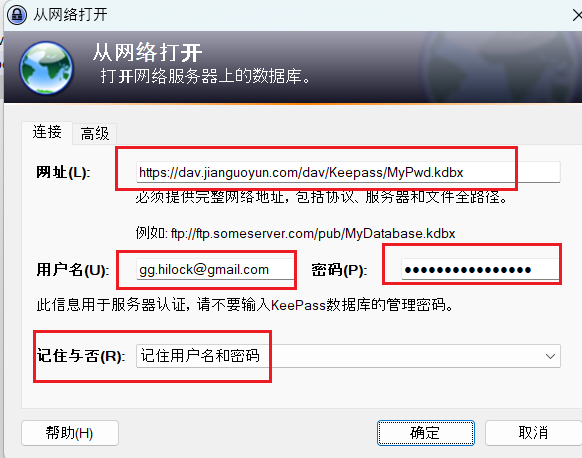 从网络打开
从网络打开
打开网络服务器上的数据库。
连接 高级
网址(L): https://dav.jianguoyun.com/dav/Keepass/MyPwd.kdbx
必须提供完整网络地址，包括协议、服务器和文件全路径。
例如: ftp://ftp.someserver.com/pub/MyDatabase.kdbx
用户名(U): gg.hilock@gmail.com 密码(P): ●●●●●●●●●●●●●●●●
此信息用于服务器认证，请不要输入KeePass数据库的管理密码。
记住与否(R): 记住用户名和密码
帮助(H) 确定 取消